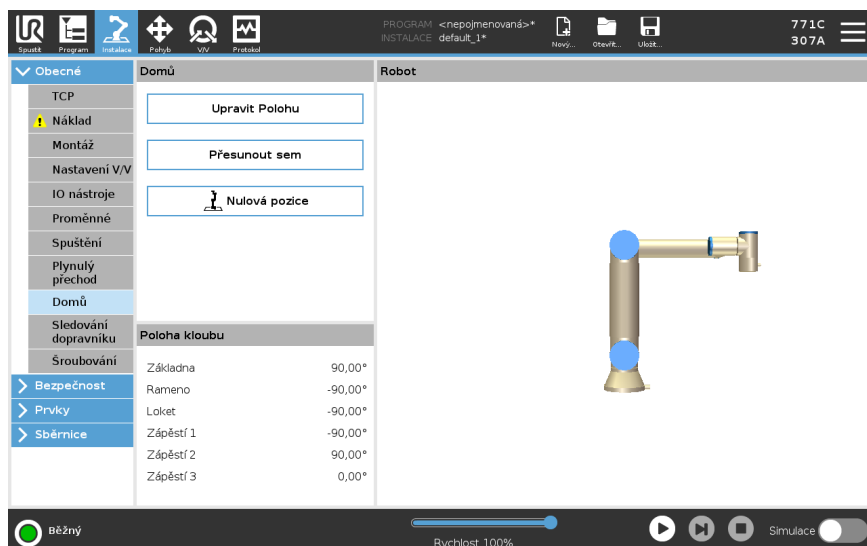 UR
PROGRAM <nepojmenovaná>*
INSTALACE default_1*
771C
307A
Spustit
Program
Instalace
Pohyb
V/V
Protokol
Nový...
Otevřít...
Uložit...
Obecné
TCP
Náklad
Montáž
Nastavení V/V
IO nástroje
Proměnné
Spuštění
Plynulý
přechod
Domů
Sledování
dopravníku
Šroubování
Bezpečnost
Prvky
Sběrnice
Domů
Upravit Polohu
Přesunout sem
Nulová pozice
Poloha kloubu
Základna 90,00°
Rameno -90,00°
Loket -90,00°
Zápěstí 1 -90,00°
Zápěstí 2 90,00°
Zápěstí 3 0,00°
Robot
Běžný
Rychlost 100%
Simulace